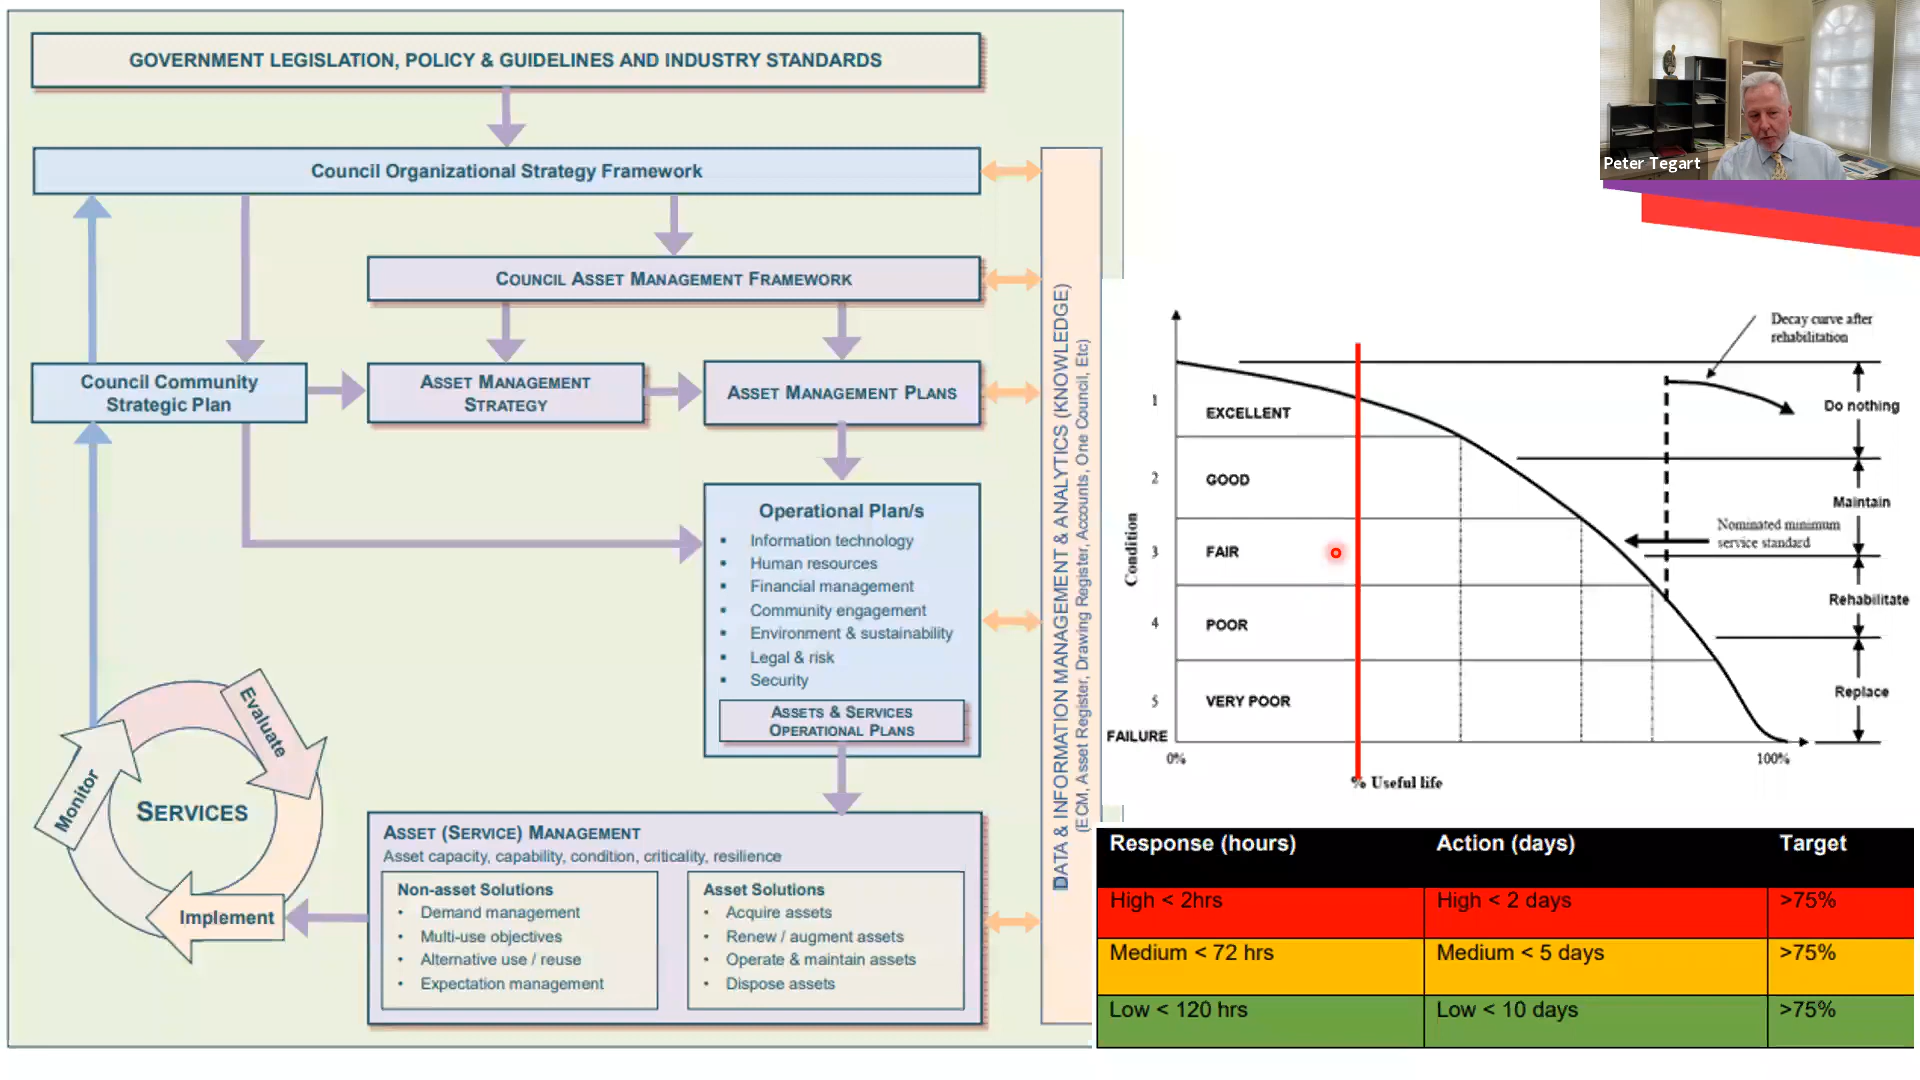 GOVERNMENT LEGISLATION, POLICY & GUIDELINES AND INDUSTRY STANDARDS
Council Organizational Strategy Framework
COUNCIL ASSET MANAGEMENT FRAMEWORK
Council Community
Strategic Plan
ASSET MANAGEMENT
STRATEGY
ASSET MANAGEMENT PLANS
Operational Plan/s
▪ Information technology
▪ Human resources
▪ Financial management
▪ Community engagement
▪ Environment & sustainability
▪ Legal & risk
▪ Security
ASSETS & SERVICES
OPERATIONAL PLANS
Evaluate
Monitor
SERVICES
Implement
ASSET (SERVICE) MANAGEMENT
Asset capacity, capability, condition, criticality, resilience
Non-asset Solutions
• Demand management
• Multi-use objectives
• Alternative use / reuse
• Expectation management
Asset Solutions
• Acquire assets
• Renew / augment assets
• Operate & maintain assets
• Dispose assets
DATA & INFORMATION MANAGEMENT & ANALYTICS (KNOWLEDGE)
(ECM, Asset Register, Drawing Register, Accounts, One Council, Etc)
Peter Tegart
Decay curve after
rehabilitation
1
EXCELLENT
Do nothing
2
GOOD
Maintain
Nominated minimum
service standard
Condition
3
FAIR
Rehabilitate
4
POOR
5
VERY POOR
Replace
FAILURE
0%
100%
% Useful life
Response (hours) Action (days) Target
High < 2hrs High < 2 days >75%
Medium < 72 hrs Medium < 5 days >75%
Low < 120 hrs Low < 10 days >75%